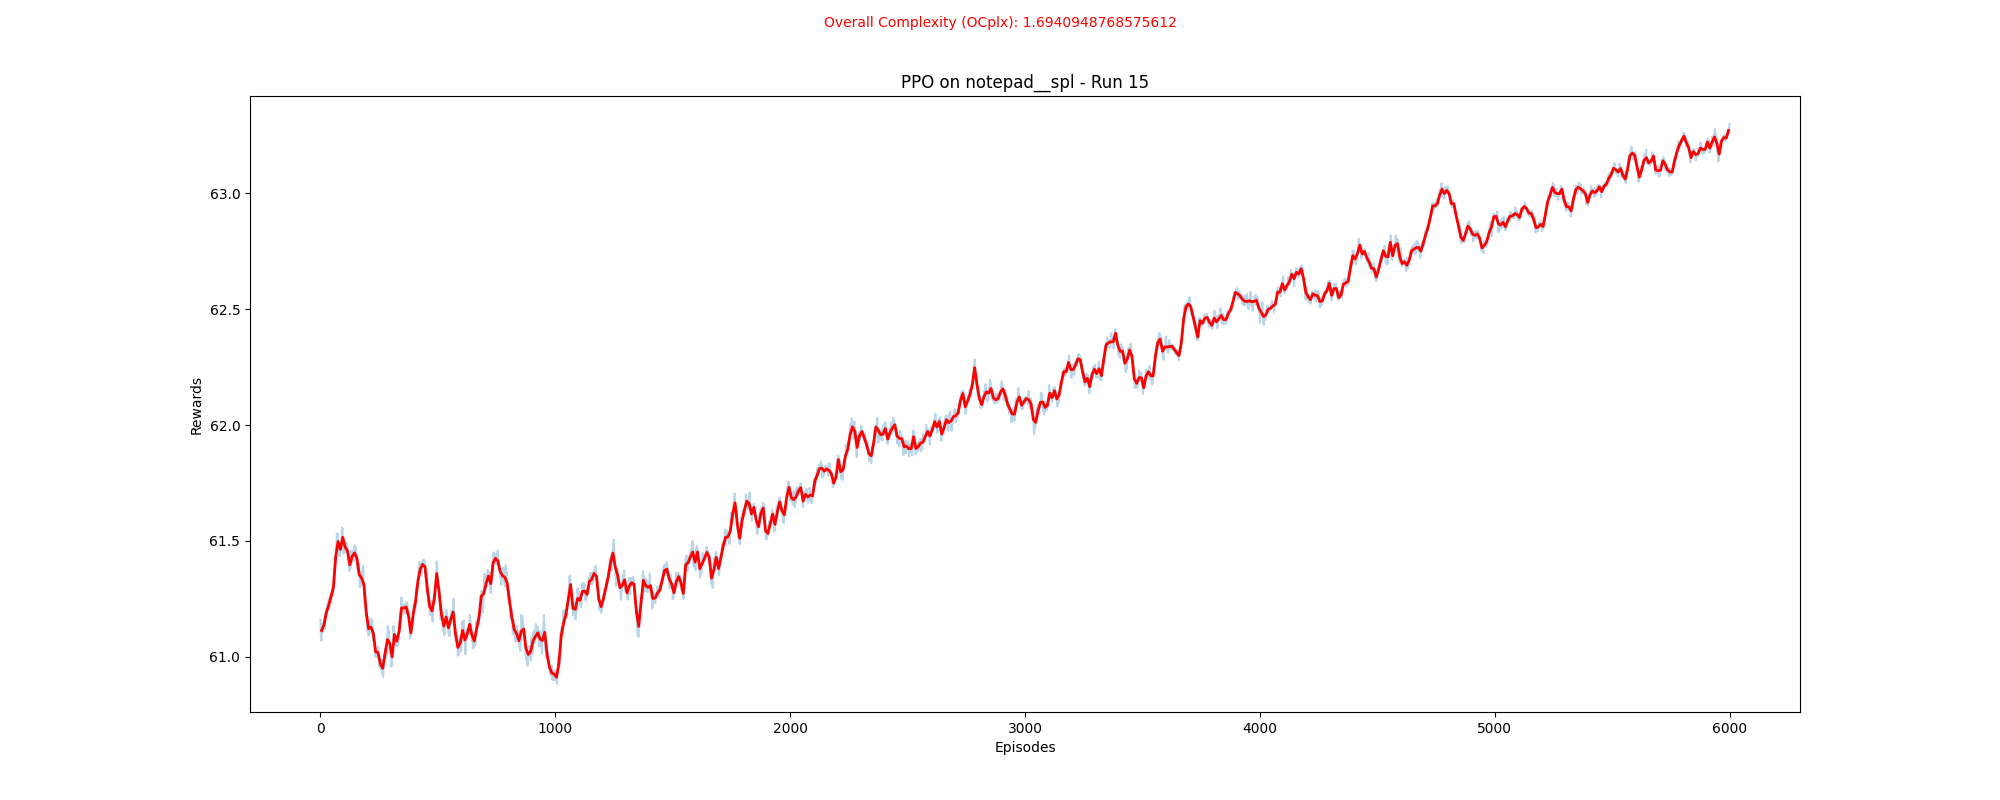 Overall Complexity (OCplx): 1.6940948768575612
PPO on notepad__spl - Run 15
Rewards
63.0
62.5
62.0
61.5
61.0
0 1000 2000 3000 4000 5000 6000
Episodes